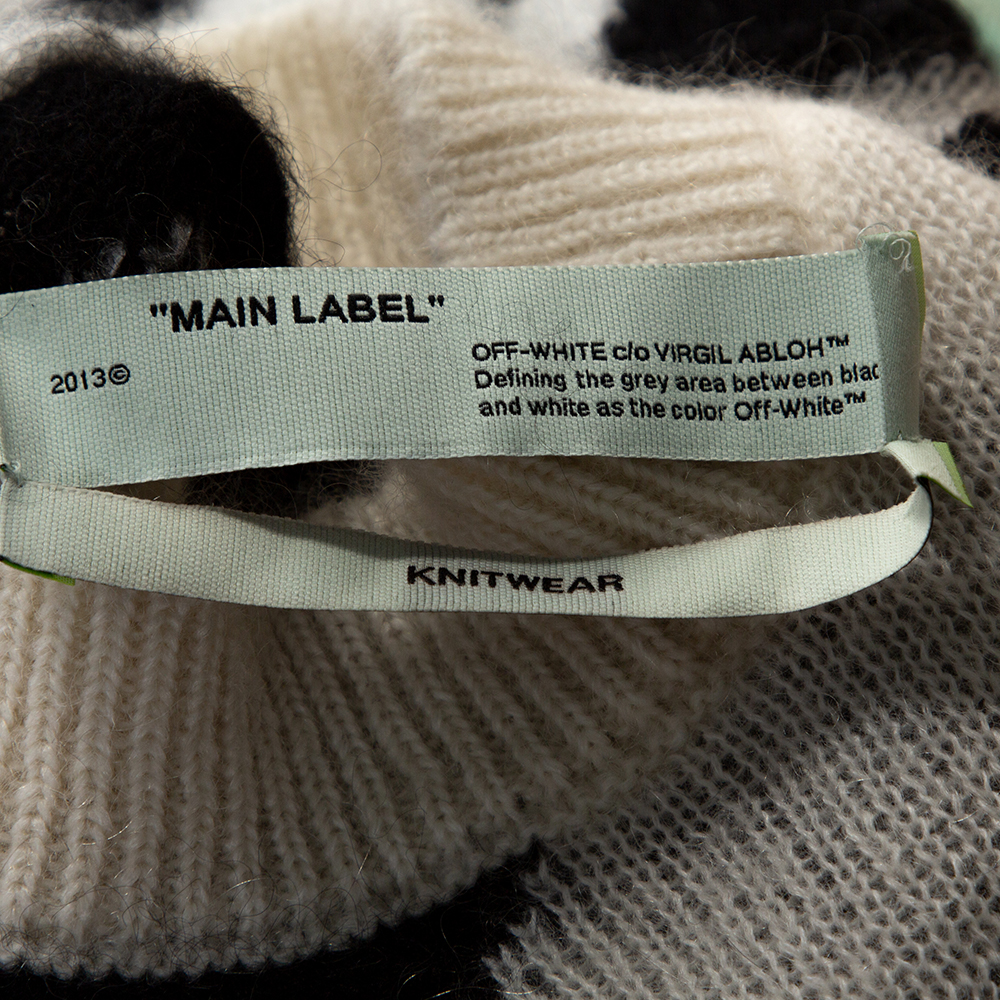 "MAIN LABEL"
2013©
OFF-WHITE c/o VIRGIL ABLOH™
Defining the grey area between blac
and white as the color Off-White™
KNITWEAR